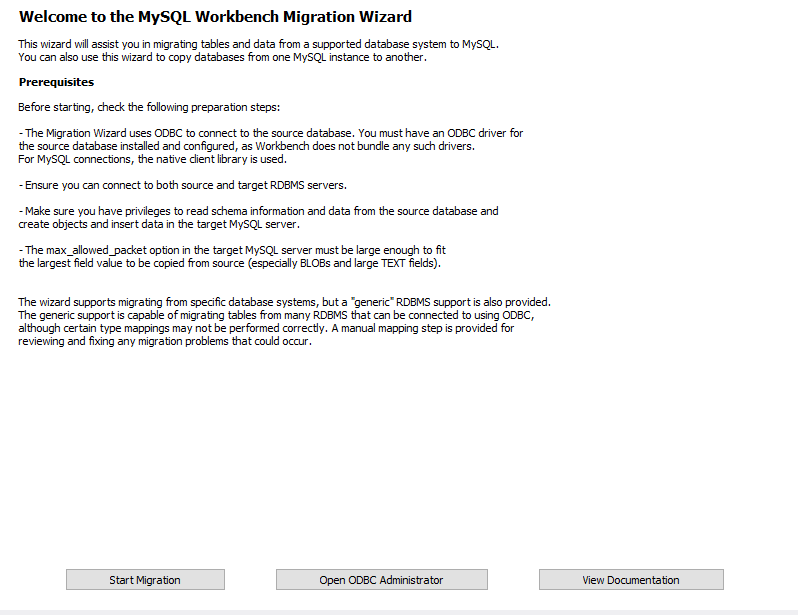 Welcome to the MySQL Workbench Migration Wizard
This wizard will assist you in migrating tables and data from a supported database system to MySQL.
You can also use this wizard to copy databases from one MySQL instance to another.
Prerequisites
Before starting, check the following preparation steps:
- The Migration Wizard uses ODBC to connect to the source database. You must have an ODBC driver for
the source database installed and configured, as Workbench does not bundle any such drivers.
For MySQL connections, the native client library is used.
- Ensure you can connect to both source and target RDBMS servers.
- Make sure you have privileges to read schema information and data from the source database and
create objects and insert data in the target MySQL server.
- The max_allowed_packet option in the target MySQL server must be large enough to fit
the largest field value to be copied from source (especially BLOBs and large TEXT fields).
The wizard supports migrating from specific database systems, but a "generic" RDBMS support is also provided.
The generic support is capable of migrating tables from many RDBMS that can be connected to using ODBC,
although certain type mappings may not be performed correctly. A manual mapping step is provided for
reviewing and fixing any migration problems that could occur.
Start Migration
Open ODBC Administrator
View Documentation